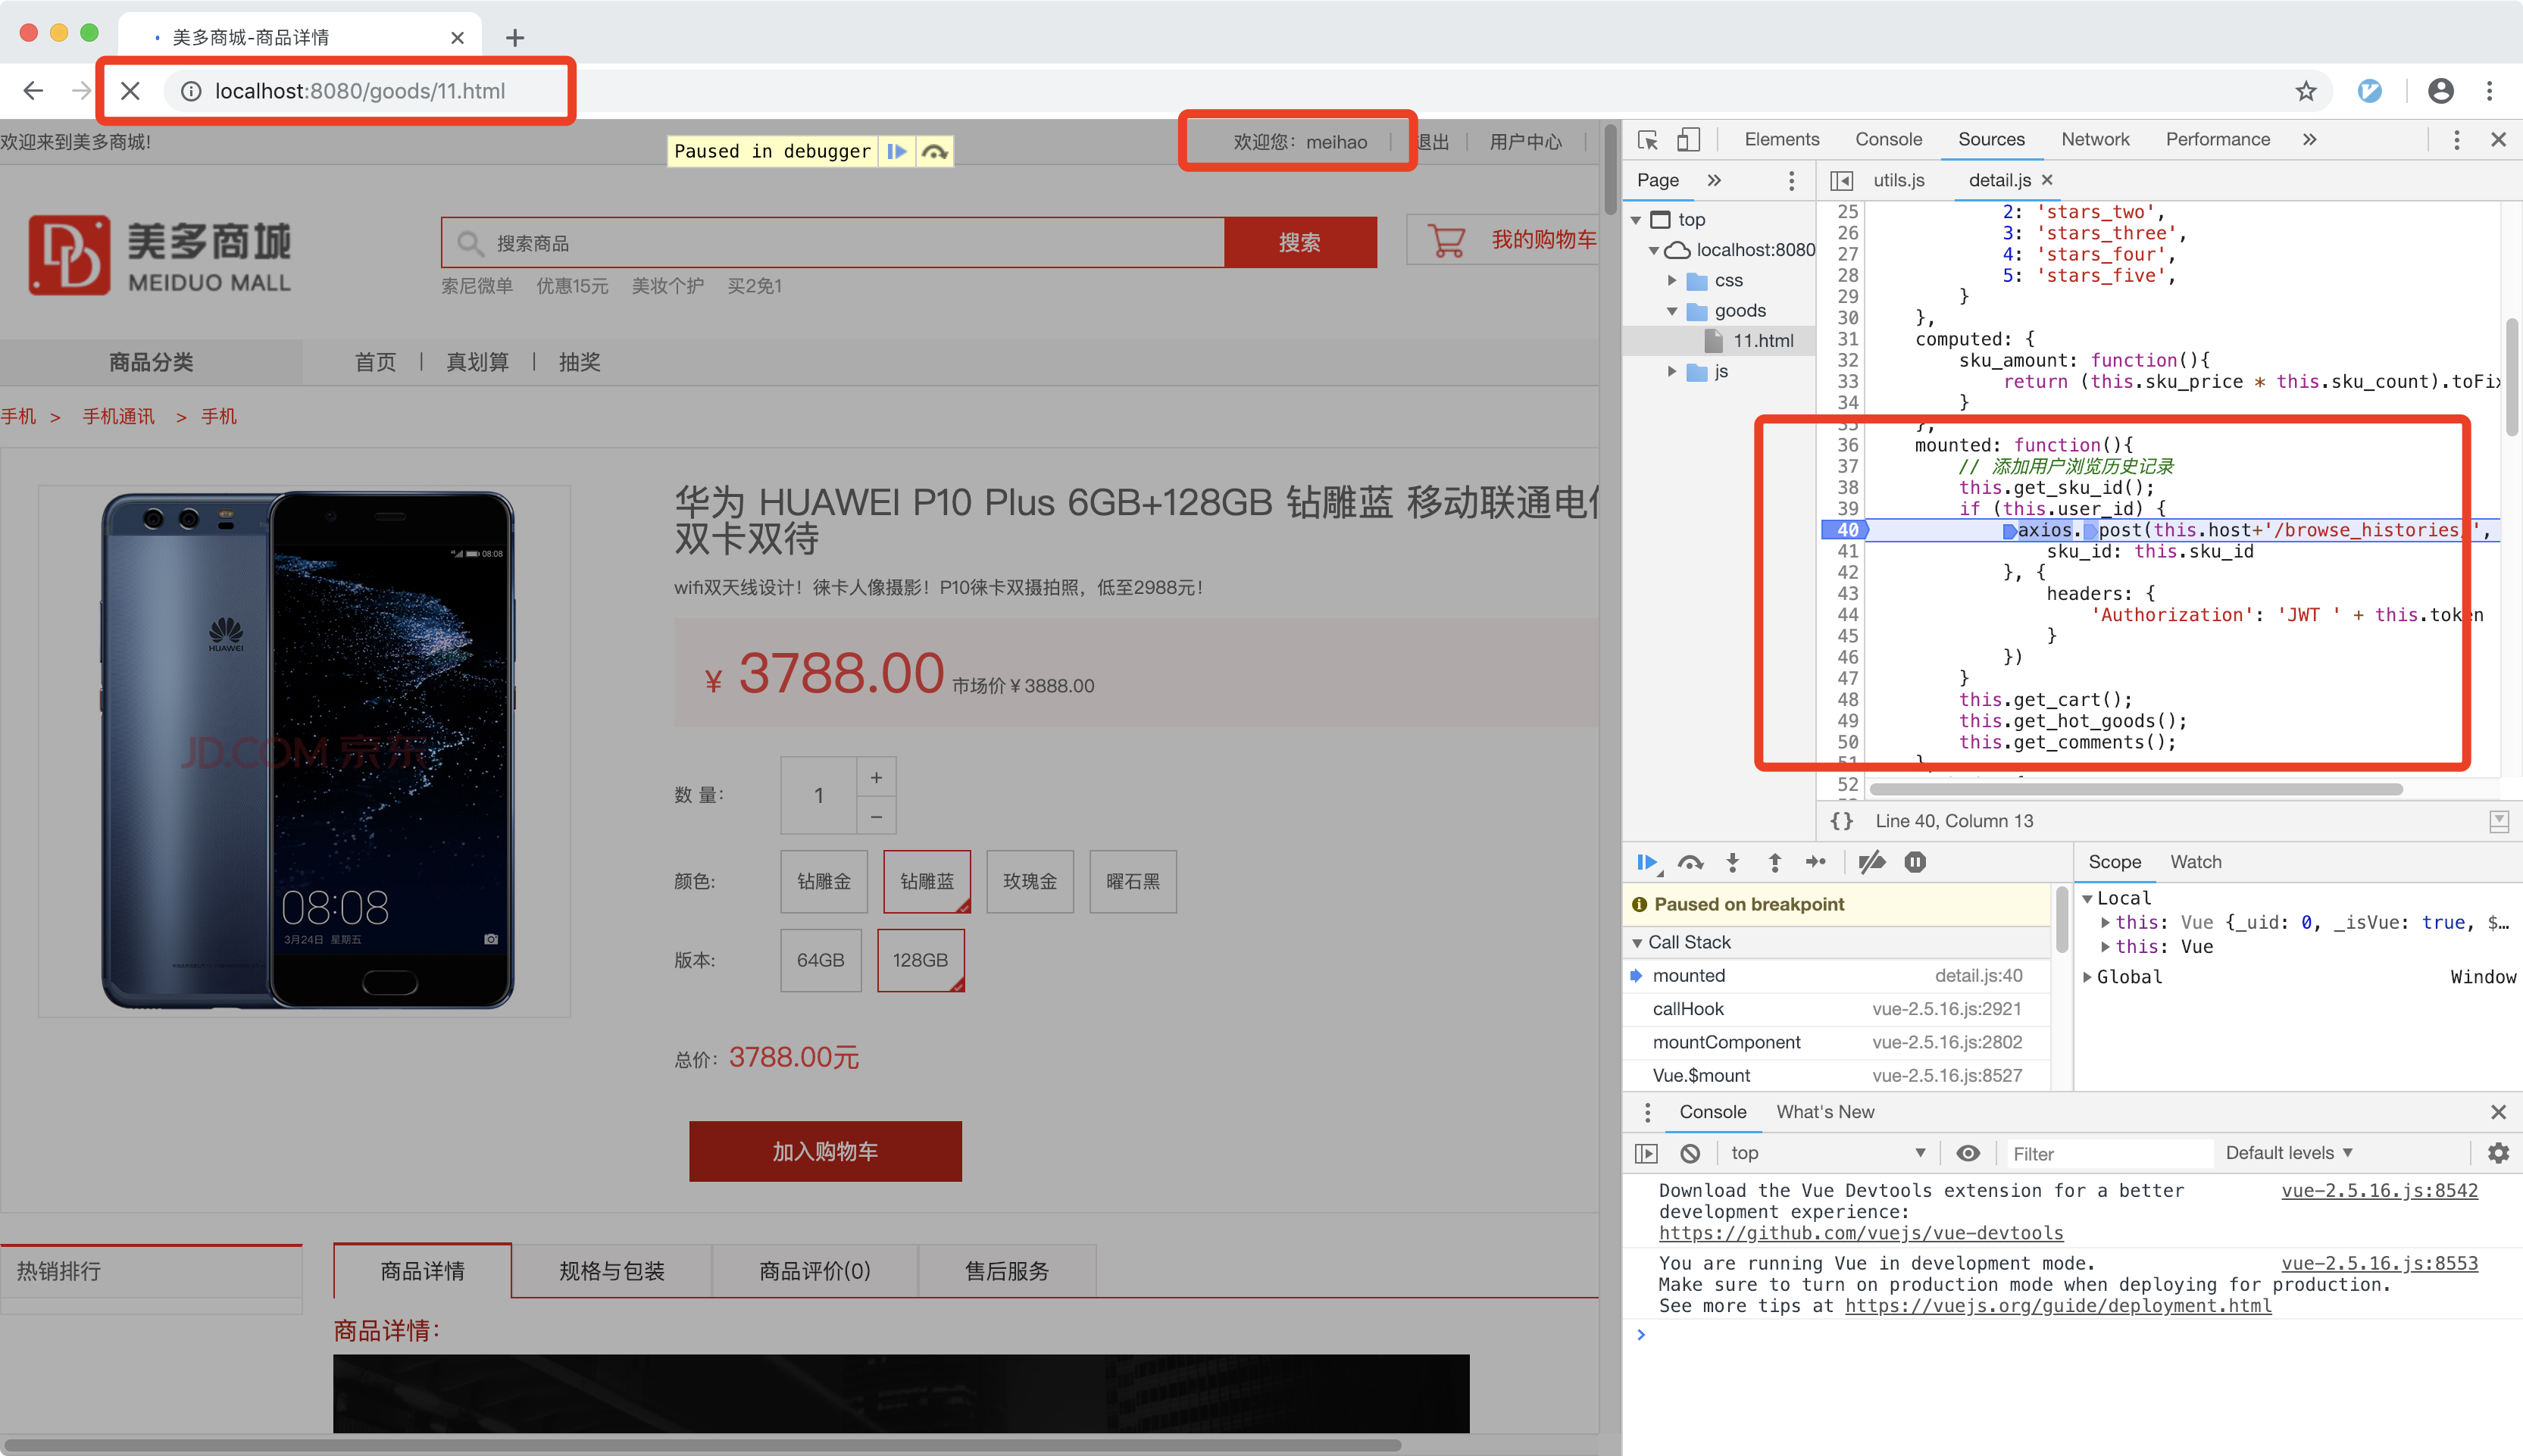 美多商城-商品详情
localhost:8080/goods/11.html
欢迎来到美多商城!
Paused in debugger
欢迎您: meihao | 退出 | 用户中心 |
美多商城
MEIDUO MALL
搜索商品
搜索
我的购物车
索尼微单 优惠15元 美妆个护 买2免1
商品分类 首页 | 真划算 | 抽奖
手机 > 手机通讯 > 手机
华为 HUAWEI P10 Plus 6GB+128GB 钻雕蓝 移动联通电信
双卡双待
wifi双天线设计！徕卡人像摄影！P10徕卡双摄拍照，低至2988元！
¥ 3788.00 市场价¥3888.00
HUAWEI
08:08
JD.COM 京东
08:08
3月24日 星期五
数 量： 1 + −
颜色: 钻雕金 钻雕蓝 玫瑰金 曜石黑
版本: 64GB 128GB
总价：3788.00元
加入购物车
热销排行
商品详情 规格与包装 商品评价(0) 售后服务
商品详情：
Elements Console Sources Network Performance »
Page » utils.js detail.js
top
localhost:8080
css
goods
11.html
js
25 2: 'stars_two',
26 3: 'stars_three',
27 4: 'stars_four',
28 5: 'stars_five',
29 }
30 },
31 computed: {
32 sku_amount: function(){
33 return (this.sku_price * this.sku_count).toFix
34 }
35 },
36 mounted: function(){
37 // 添加用户浏览历史记录
38 this.get_sku_id();
39 if (this.user_id) {
40 axios.post(this.host+'/browse_histories/',
41 sku_id: this.sku_id
42 }, {
43 headers: {
44 'Authorization': 'JWT ' + this.token
45 }
46 })
47 }
48 this.get_cart();
49 this.get_hot_goods();
50 this.get_comments();
51 },
52
{} Line 40, Column 13
Scope Watch
Paused on breakpoint
Call Stack
mounted detail.js:40
callHook vue-2.5.16.js:2921
mountComponent vue-2.5.16.js:2802
Vue.$mount vue-2.5.16.js:8527
Local
this: Vue {_uid: 0, _isVue: true, $…
this: Vue
Global Window
Console What's New
top Filter Default levels
Download the Vue Devtools extension for a better vue-2.5.16.js:8542
development experience:
https://github.com/vuejs/vue-devtools
You are running Vue in development mode. vue-2.5.16.js:8553
Make sure to turn on production mode when deploying for production.
See more tips at https://vuejs.org/guide/deployment.html